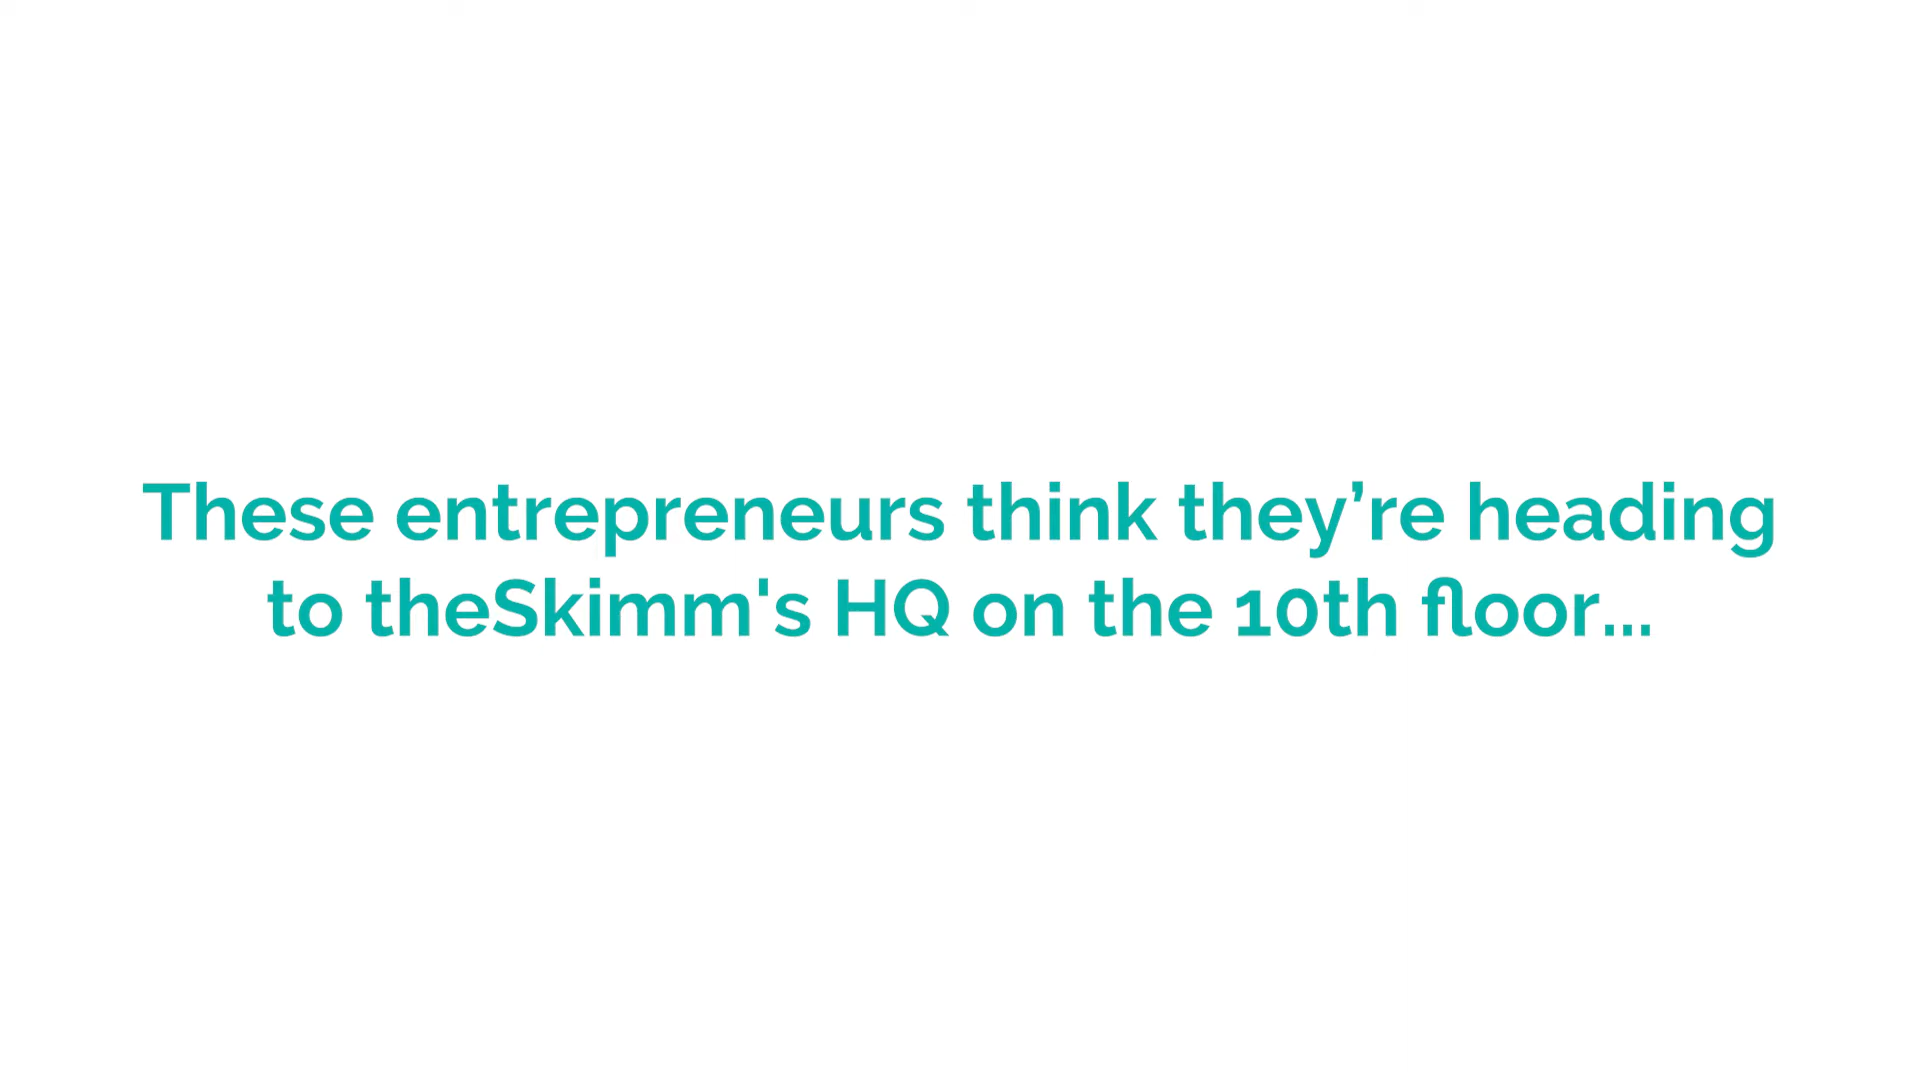 These entrepreneurs think they’re heading
to theSkimm's HQ on the 10th floor...